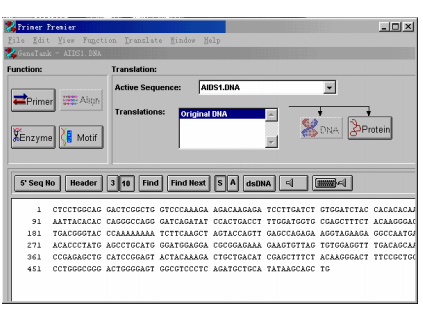 Primer Premier
File Edit View Function Translate Window Help
GeneTank - AIDS1.DNA
Function: Translation:
Active Sequence: AIDS1.DNA
Translations: Original DNA
Primer Align
DNA Protein
Enzyme Motif
5' Seq No Header 3 10 Find Find Next S A dsDNA
1 CTCCTGGCAG GACTCGGCTG GTCCCAAAGA AGACAAGAGA TCCTTGATCT GTGGATCTAC CACACACAA
91 AATTACACAC CAGGGCCAGG GATCAGATAT CCACTGACCT TTGGATGGTG CGAGCTTTCT ACAAGGGAC
181 TGACGGGTAC CCAAAAAAAA TCTTCAAGCT AGTACCAGTT GAGCCAGAGA AGGTAGAAGA GGCCAATGA
271 ACACCCTATG AGCCTGCATG GGATGGAGGA CGCGGAGAAA GAAGTGTTAG TGTGGAGGTT TGACAGCAA
361 CCGAGAGCTG CATCCGGAGT ACTACAAAGA CTGCTGACAT CGAGCTTTCT ACAAGGGACT TTCCGCTGG
451 CCTGGGCGGG ACTGGGGAGT GGCGTCCCTC AGATGCTGCA TATAAGCAGC TG